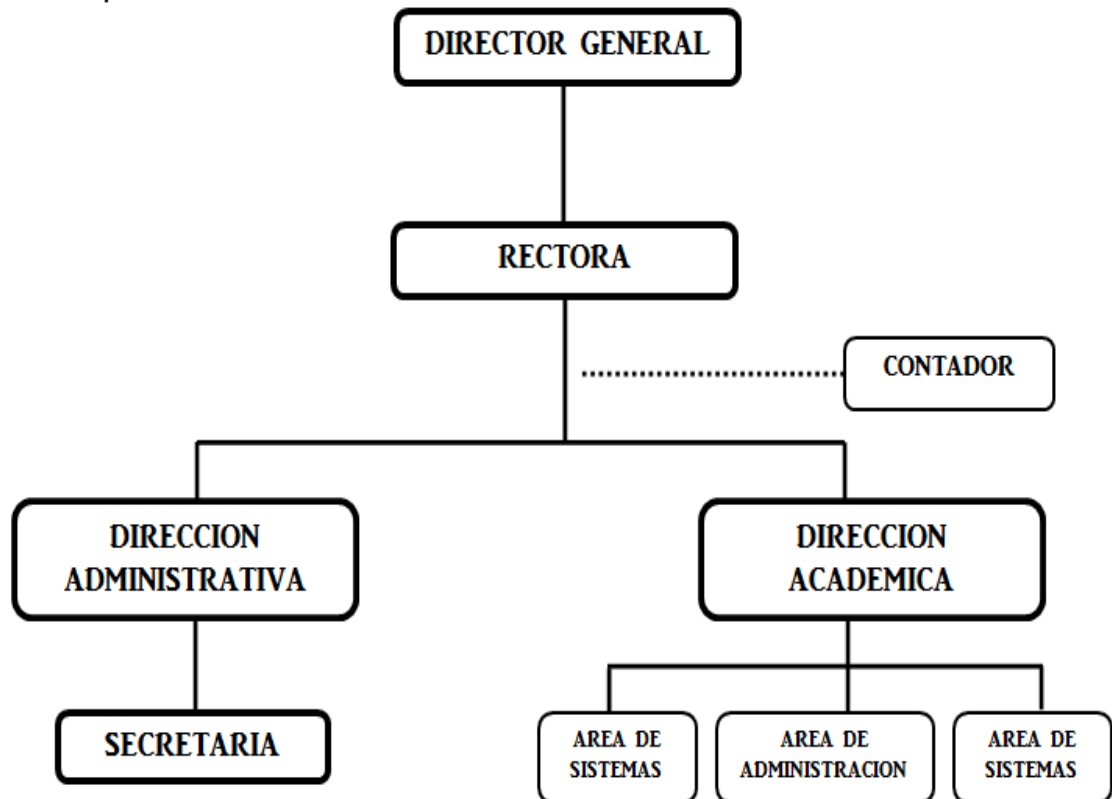 DIRECTOR GENERAL
RECTORA
CONTADOR
DIRECCION
ADMINISTRATIVA
DIRECCION
ACADEMICA
SECRETARIA
AREA DE
SISTEMAS
AREA DE
ADMINISTRACION
AREA DE
SISTEMAS